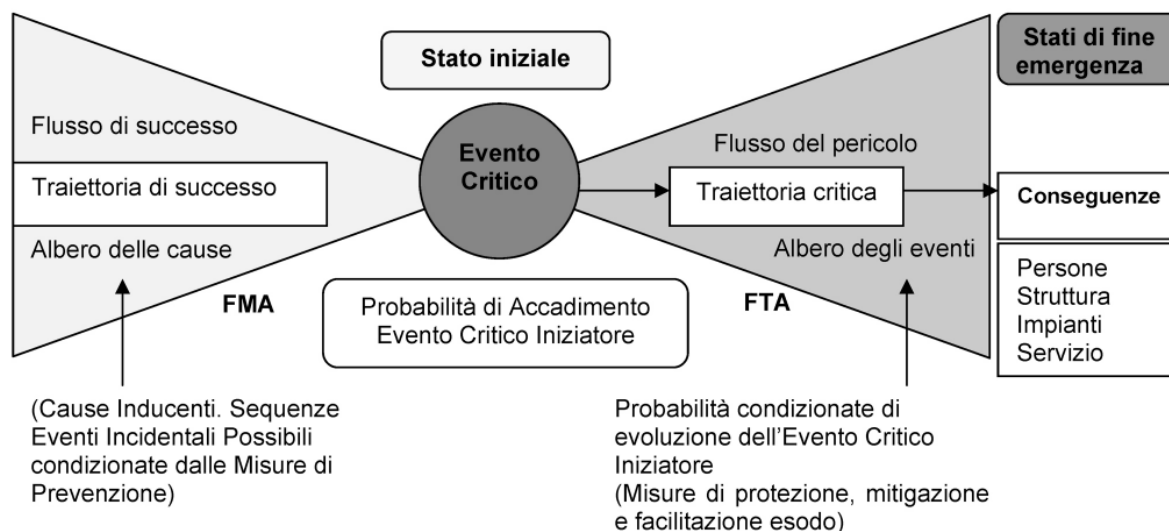 Stato iniziale
Stati di fine
emergenza
Flusso di successo
Traiettoria di successo
Albero delle cause
FMA
Evento
Critico
Probabilità di Accadimento
Evento Critico Iniziatore
Flusso del pericolo
Traiettoria critica
Albero degli eventi
FTA
Conseguenze
Persone
Struttura
Impianti
Servizio
(Cause Inducenti. Sequenze
Eventi Incidentali Possibili
condizionate dalle Misure di
Prevenzione)
Probabilità condizionate di
evoluzione dell'Evento Critico
Iniziatore
(Misure di protezione, mitigazione
e facilitazione esodo)